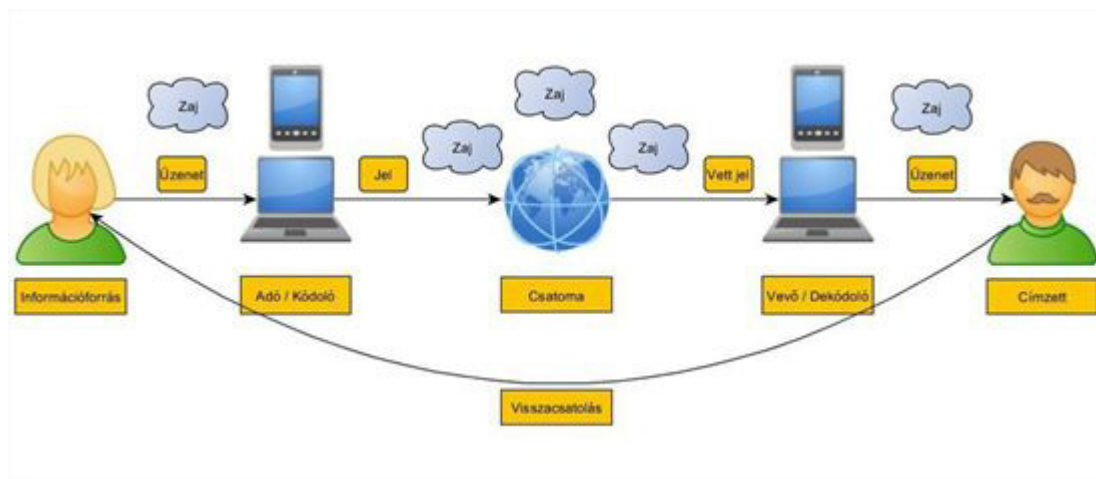 Zaj
Zaj
Zaj
Zaj
Zaj
Üzenet
Jel
Vett jel
Üzenet
Információforrás
Adó / Kódoló
Csatorna
Vevő / Dekódoló
Címzett
Visszacsatolás